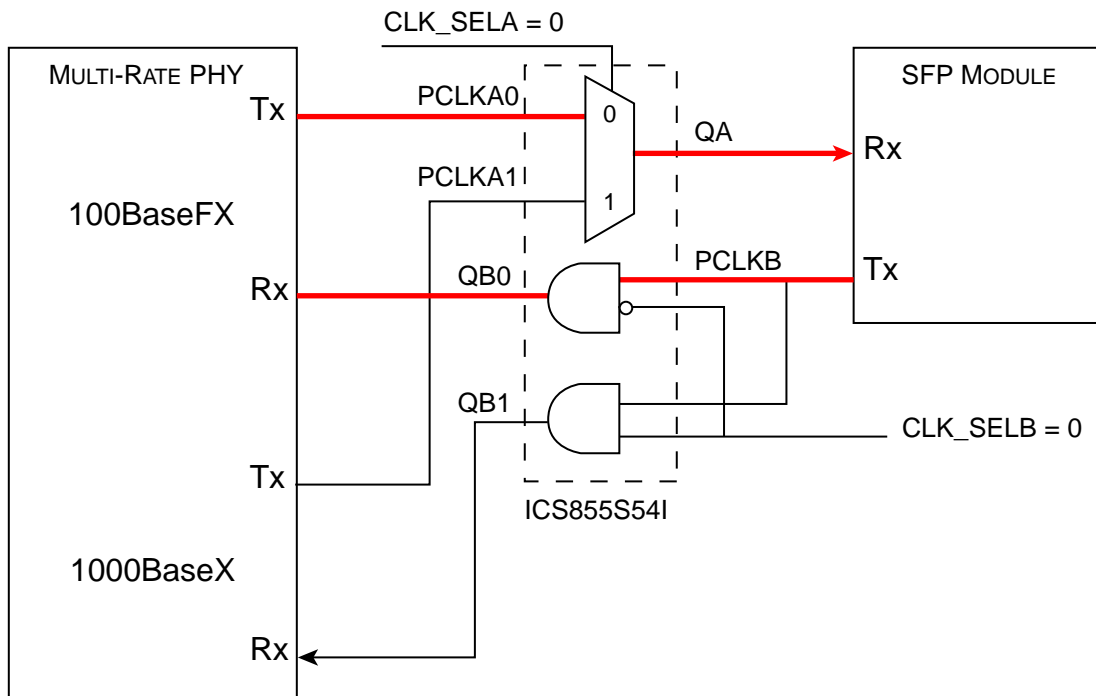 CLK_SELA = 0
MULTI-RATE PHY
SFP MODULE
Tx
PCLKA0
0
QA
Rx
PCLKA1
1
100BaseFX
PCLKB
Tx
QB0
Rx
QB1
CLK_SELB = 0
Tx
ICS855S54I
1000BaseX
Rx